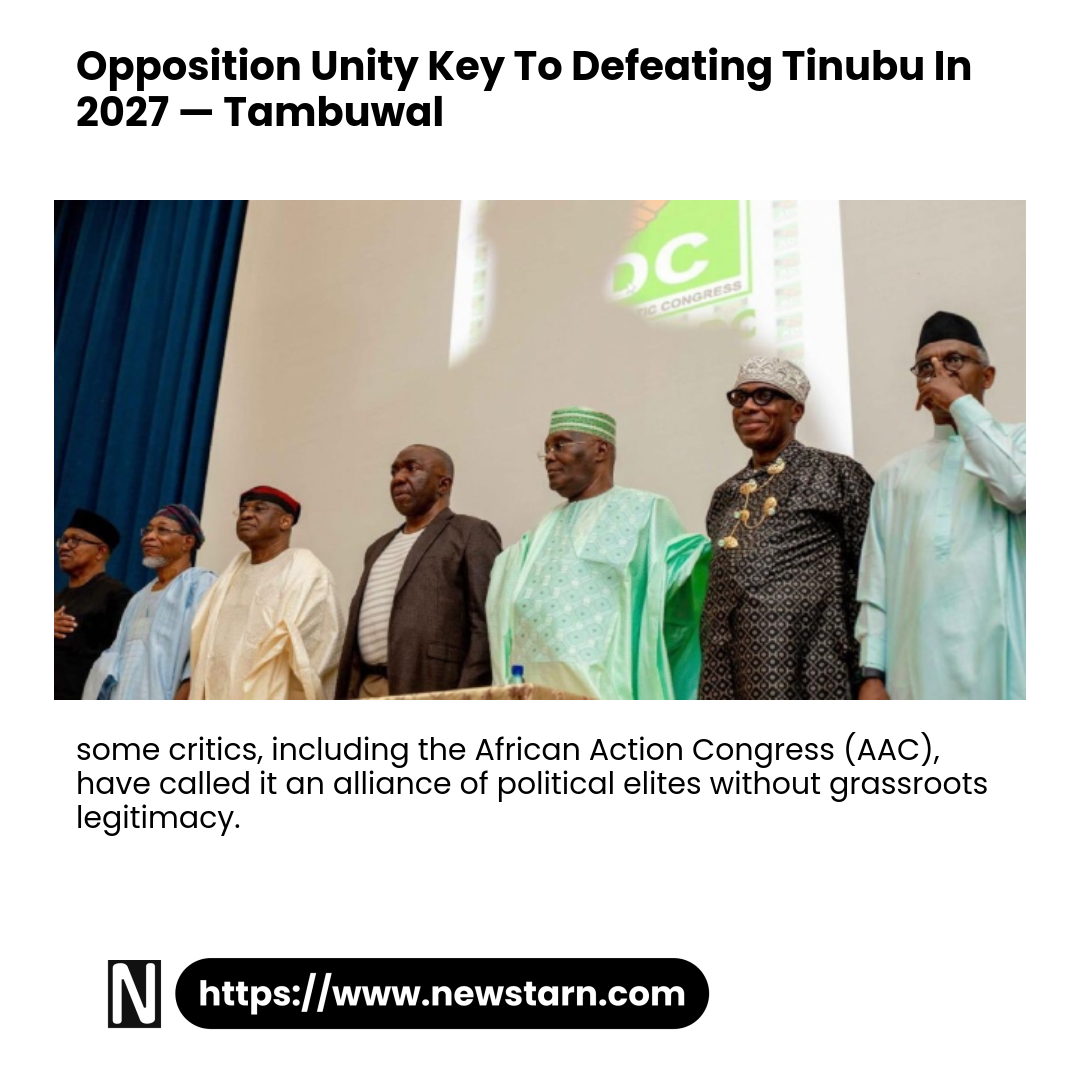 Opposition Unity Key To Defeating Tinubu In
2027 — Tambuwal
DC
TIC CONGRESS
some critics, including the African Action Congress (AAC),
have called it an alliance of political elites without grassroots
legitimacy.
N
https://www.newstarn.com